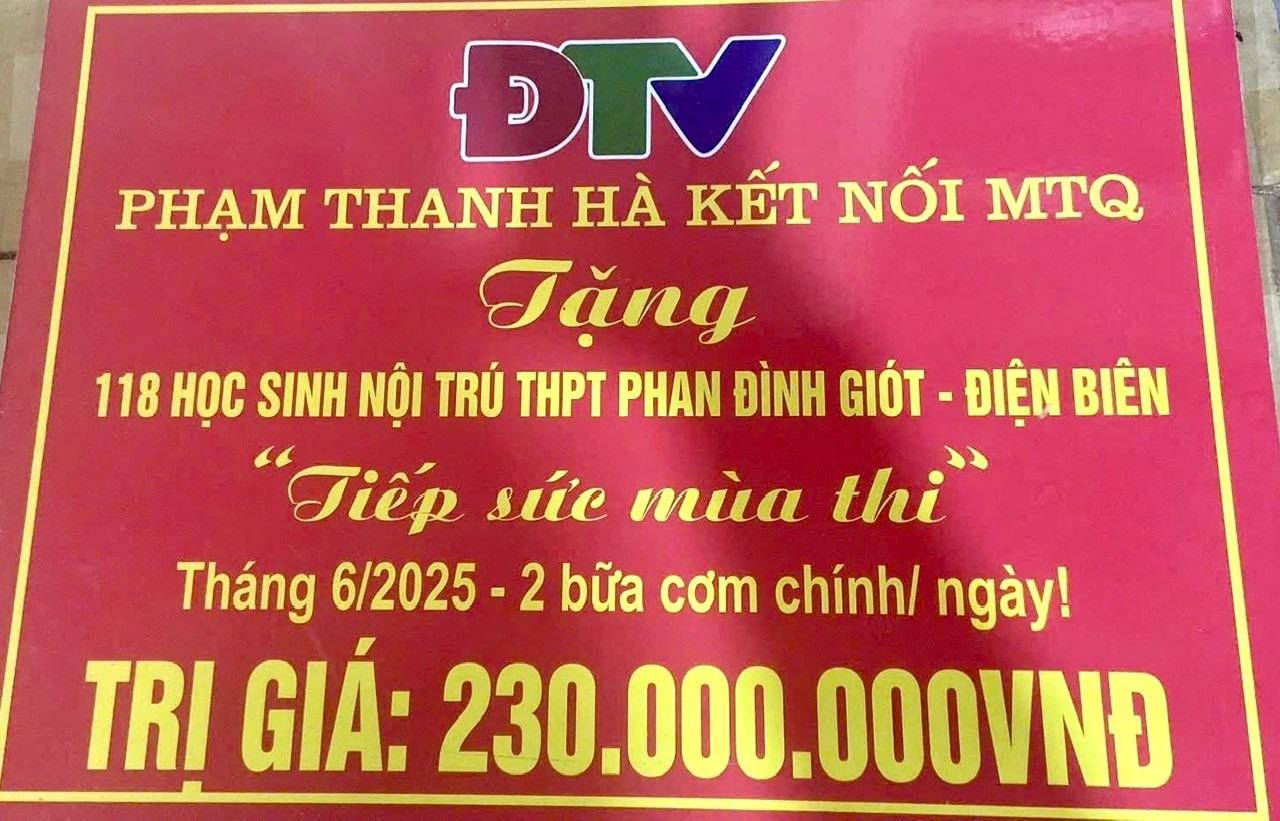 ĐTV
PHẠM THANH HÀ KẾT NỐI MTQ
Tặng
118 HỌC SINH NỘI TRÚ THPT PHAN ĐÌNH GIÓT - ĐIỆN BIÊN
“Tiếp sức mùa thi”
Tháng 6/2025 - 2 bữa cơm chính/ ngày!
TRỊ GIÁ: 230.000.000VNĐ